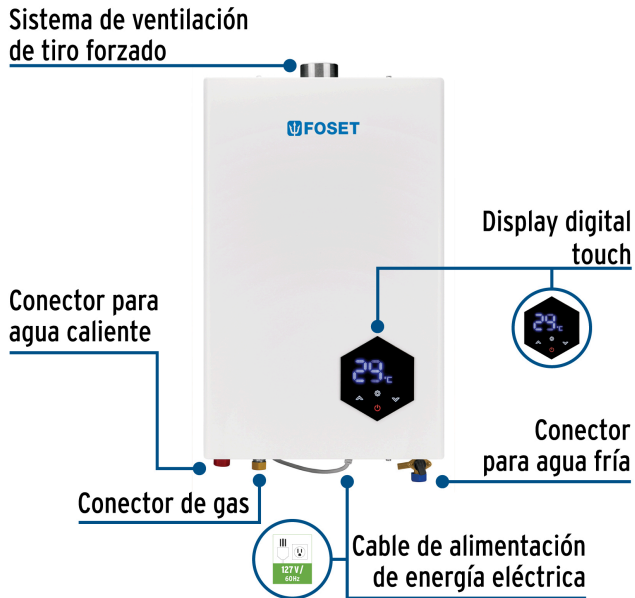 Sistema de ventilación
de tiro forzado
FOSET
Display digital
touch
29°C
Conector para
agua caliente
29°C
Conector
para agua fría
Conector de gas
127 V/
60Hz
Cable de alimentación
de energía eléctrica